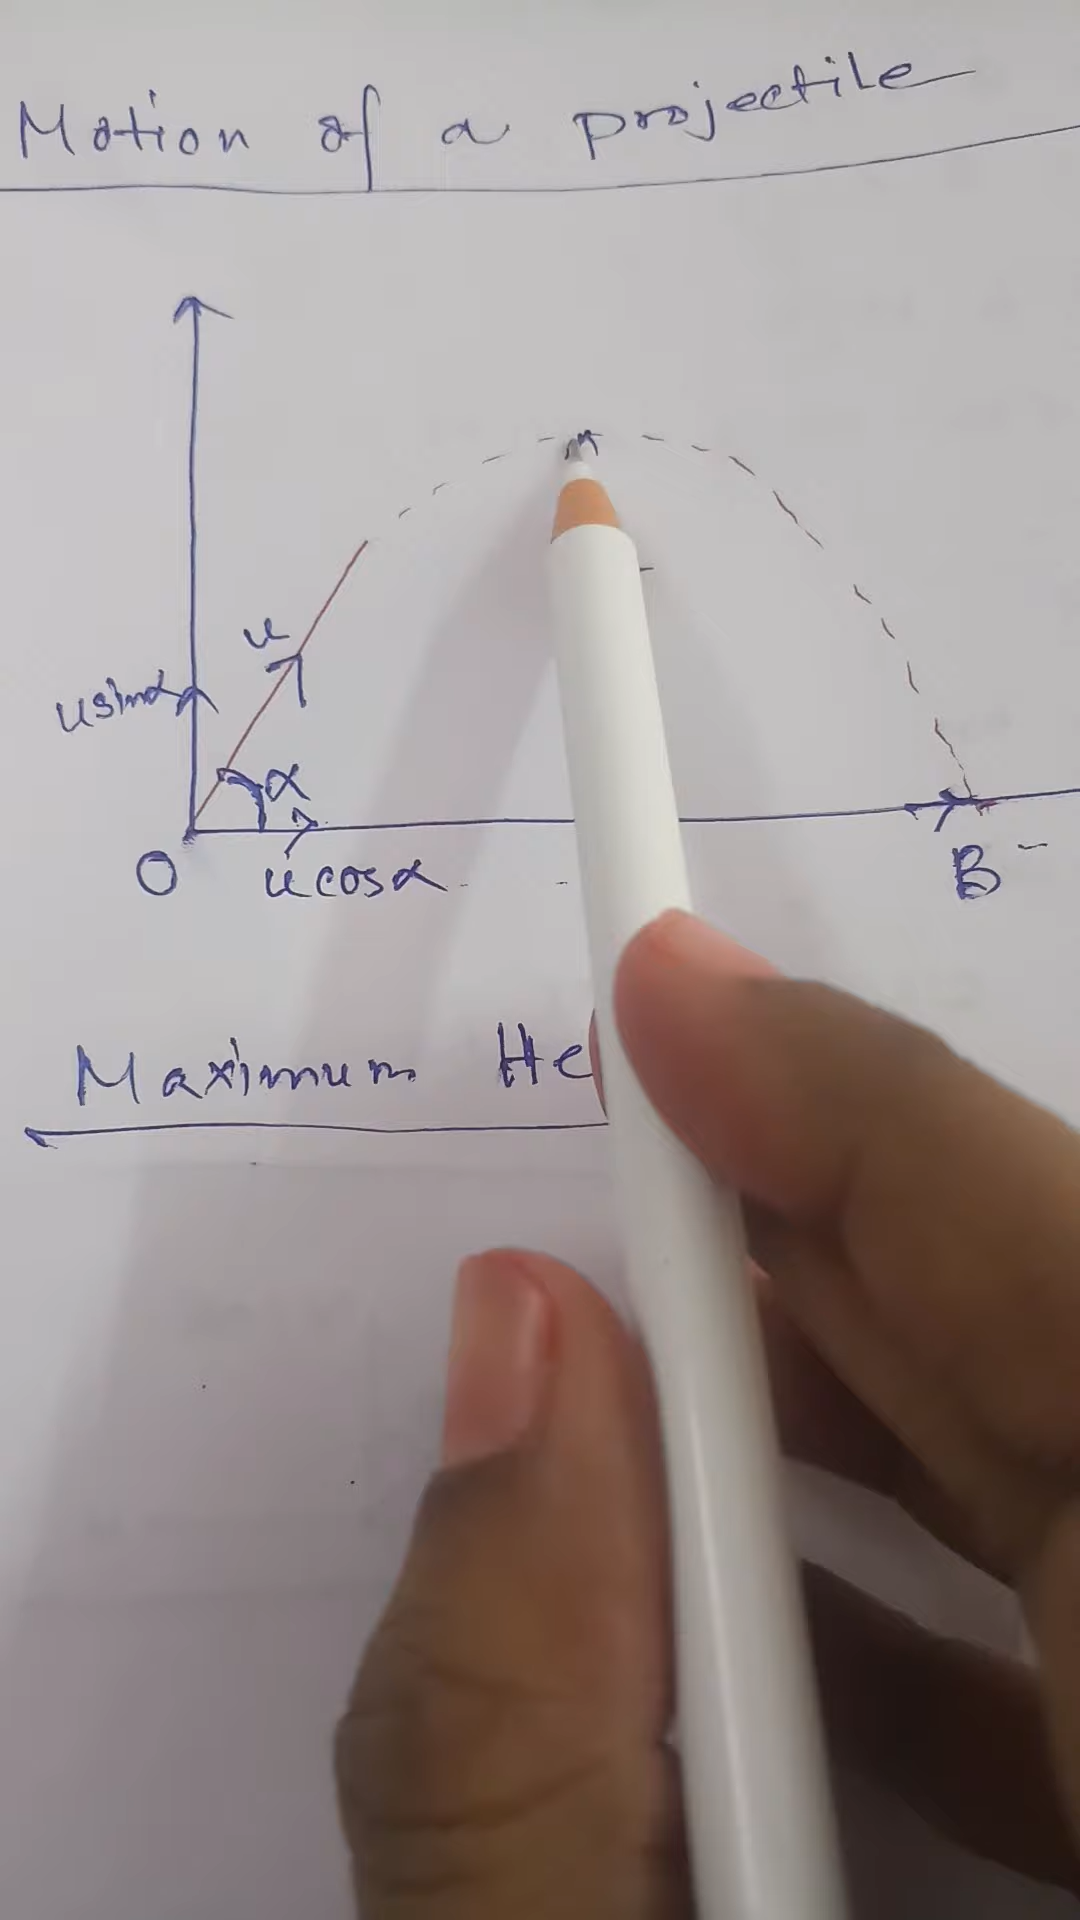 Motion of a projectile
u
usinα
α
O
ucosα
B
Maximum He